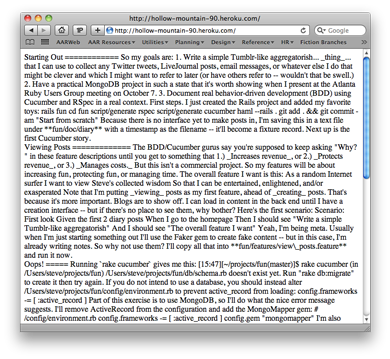 http://hollow-mountain-90.heroku.com/
http://hollow-mountain-90.heroku.com/
Google
AARWeb AAR Resources Utilities Planning Design Reference HR Fiction Branches
Starting Out ============ So my goals are: 1. Write a simple Tumblr-like aggregatorish... _thing_...
that I can use to collect any Twitter tweets, LiveJournal posts, email messages, or whatever else I do that
might be clever and which I might want to refer to later (or have others refer to -- wouldn't that be swell.)
2. Have a practical MongoDB project in such a state that it's worth showing when I present at the Atlanta
Ruby Users Group meeting on October 7. 3. Document real behavior-driven development (BDD) using
Cucumber and RSpec in a real context. First steps. I just created the Rails project and added my favorite
toys: rails fun cd fun script/generate rspec script/generate cucumber haml --rails . git add . && git commit -
am "Start from scratch" Because there is no interface yet to make posts in, I'm saving this in a text file
under **fun/doc/diary** with a timestamp as the filename -- it'll become a fixture record. Next up is the
first Cucumber story.
Viewing Posts ============= The BDD/Cucumber gurus say you're supposed to keep asking "Why?
" in these feature descriptions until you get to something that 1.) _Increases revenue_, or 2.) _Protects
revenue_, or 3.) _Manages costs._ But this isn't a commercial project. So my features will be about
increasing fun, protecting fun, or managing time. The overall feature I want is this: As a random Internet
surfer I want to view Steve's collected wisdom So that I can be entertained, enlightened, and/or
exasperated Note that I'm putting _viewing_ posts as my first feature, ahead of _creating_ posts. That's
because it's more important. Blogs are to show off. I can load in content in the back end until I have a
creation interface -- but if there's no place to see them, why bother? Here's the first scenario: Scenario:
First look Given the first 2 diary posts When I go to the homepage Then I should see "Write a simple
Tumblr-like aggregatorish" And I should see "The overall feature I want" Yeah, I'm being meta. Usually
when I'm just starting something out I'll use the Faker gem to create fake content -- but in this case, I'm
already writing notes. So why not use them? I'll copy all that into **fun/features/view\_posts.feature**
and run it now.
Oops! ===== Running `rake cucumber` gives me this: [15:47][~/projects/fun(master)]$ rake cucumber (in
/Users/steve/projects/fun) /Users/steve/projects/fun/db/schema.rb doesn't exist yet. Run "rake db:migrate"
to create it then try again. If you do not intend to use a database, you should instead alter
/Users/steve/projects/fun/config/environment.rb to prevent active_record from loading: config.frameworks
-= [ :active_record ] Part of this exercise is to use MongoDB, so I'll do what the nice error message
suggests. I'll remove ActiveRecord from the configuration and add the MongoMapper gem: #
/config/environment.rb config.frameworks -= [ :active_record ] config.gem "mongomapper" I'm also